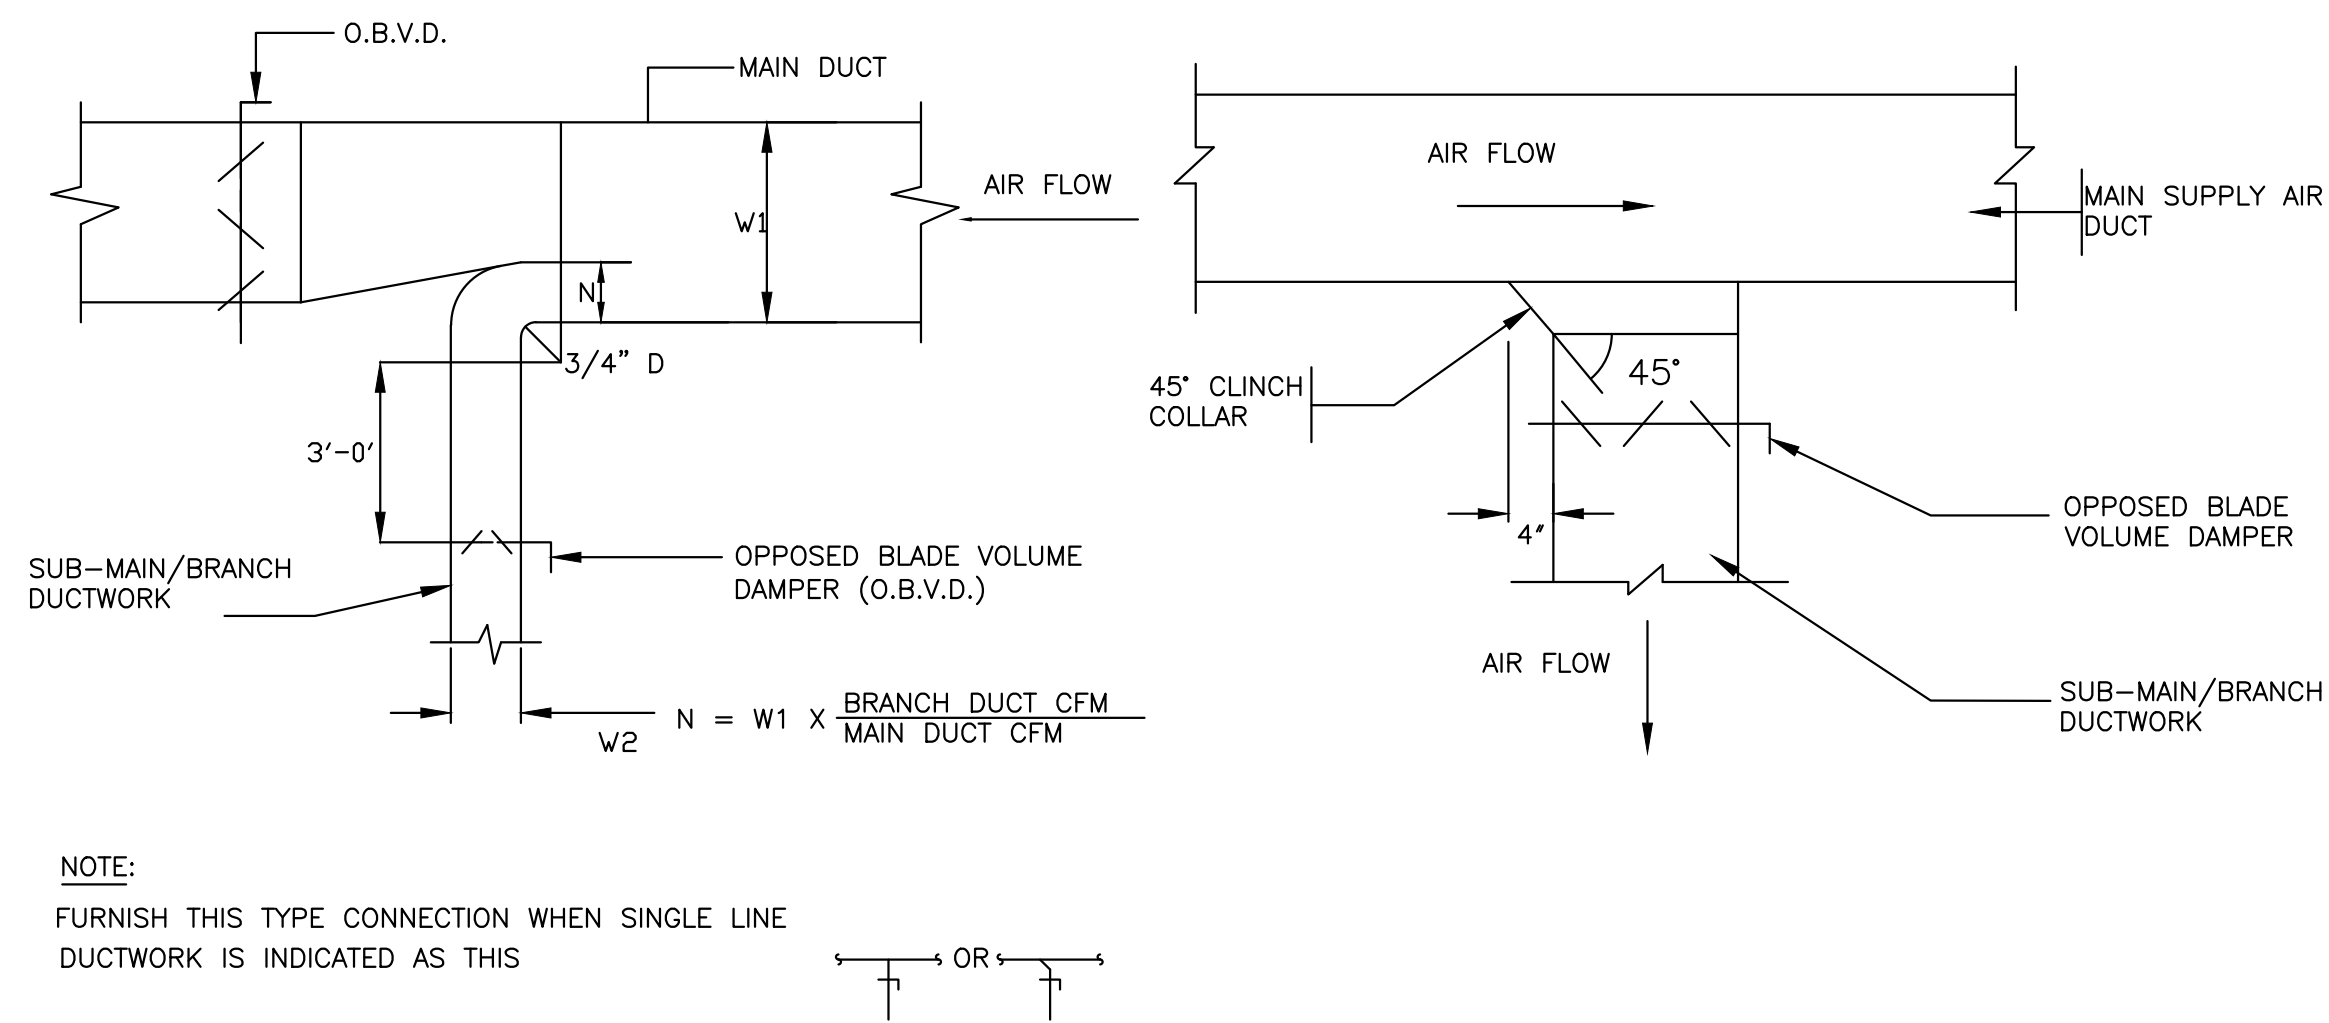 O.B.V.D.
MAIN DUCT
AIR FLOW
W1
N
3/4" D
3'-0'
SUB-MAIN/BRANCH
DUCTWORK
OPPOSED BLADE VOLUME
DAMPER (O.B.V.D.)
W2
N = W1 X BRANCH DUCT CFM
MAIN DUCT CFM
AIR FLOW
MAIN SUPPLY AIR
DUCT
45° CLINCH
COLLAR
45°
4"
OPPOSED BLADE
VOLUME DAMPER
AIR FLOW
SUB-MAIN/BRANCH
DUCTWORK
NOTE:
FURNISH THIS TYPE CONNECTION WHEN SINGLE LINE
DUCTWORK IS INDICATED AS THIS
OR